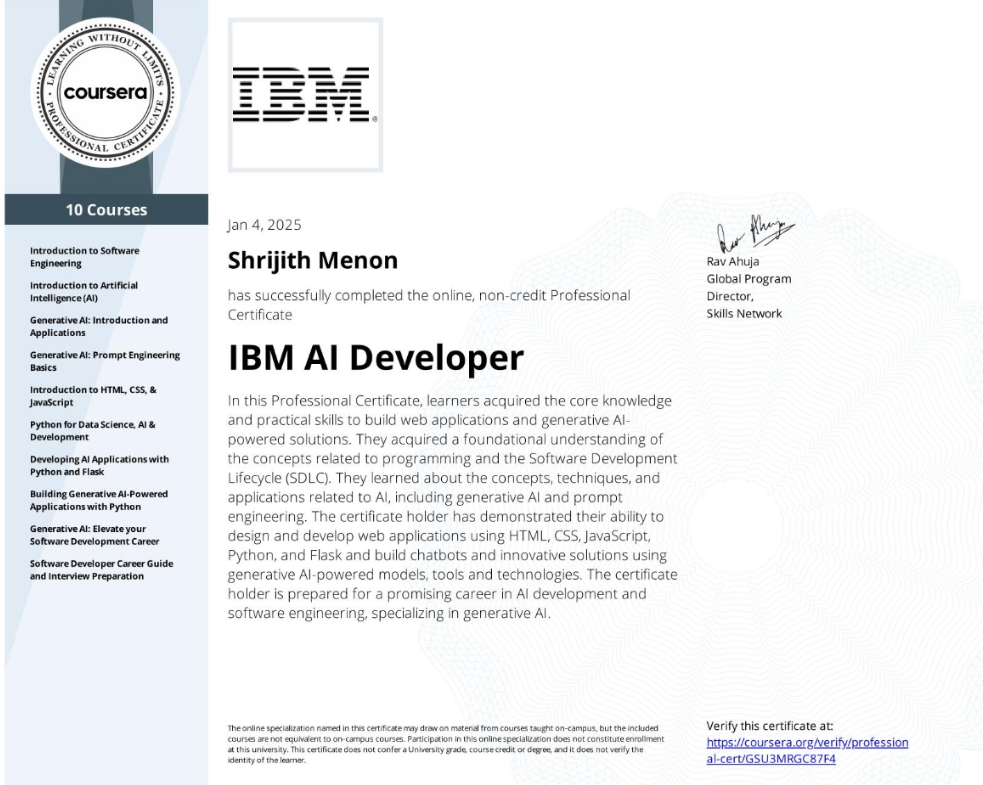 LEARNING WITHOUT LIMITS
coursera
PROFESSIONAL CERTIFICATE
IBM®
10 Courses
Introduction to Software
Engineering
Introduction to Artificial
Intelligence (AI)
Generative AI: Introduction and
Applications
Generative AI: Prompt Engineering
Basics
Introduction to HTML, CSS, &
JavaScript
Python for Data Science, AI &
Development
Developing AI Applications with
Python and Flask
Building Generative AI-Powered
Applications with Python
Generative AI: Elevate your
Software Development Career
Software Developer Career Guide
and Interview Preparation
Jan 4, 2025
Shrijith Menon
has successfully completed the online, non-credit Professional
Certificate
IBM AI Developer
In this Professional Certificate, learners acquired the core knowledge
and practical skills to build web applications and generative AI-
powered solutions. They acquired a foundational understanding of
the concepts related to programming and the Software Development
Lifecycle (SDLC). They learned about the concepts, techniques, and
applications related to AI, including generative AI and prompt
engineering. The certificate holder has demonstrated their ability to
design and develop web applications using HTML, CSS, JavaScript,
Python, and Flask and build chatbots and innovative solutions using
generative AI-powered models, tools and technologies. The certificate
holder is prepared for a promising career in AI development and
software engineering, specializing in generative AI.
Rav Ahuja
Rav Ahuja
Global Program
Director,
Skills Network
The online specialization named in this certificate may draw on material from courses taught on-campus, but the included
courses are not equivalent to on-campus courses. Participation in this online specialization does not constitute enrollment
at this university. This certificate does not confer a University grade, course credit or degree, and it does not verify the
identity of the learner.
Verify this certificate at:
https://coursera.org/verify/profession
al-cert/GSU3MRGC87F4